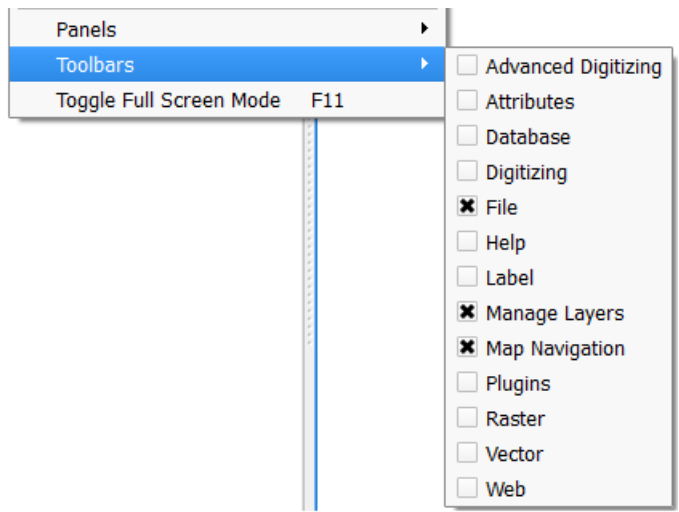 Panels
Toolbars
Toggle Full Screen Mode F11
Advanced Digitizing
Attributes
Database
Digitizing
File
Help
Label
Manage Layers
Map Navigation
Plugins
Raster
Vector
Web